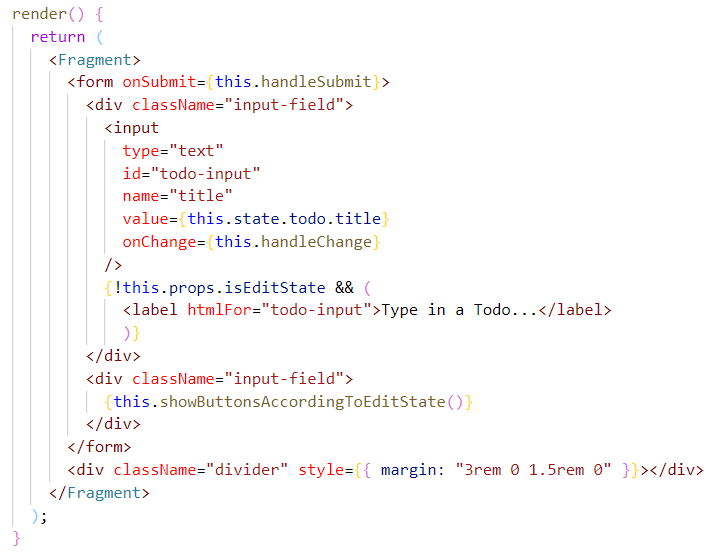 render() {
  return (
    <Fragment>
      <form onSubmit={this.handleSubmit}>
        <div className="input-field">
          <input
            type="text"
            id="todo-input"
            name="title"
            value={this.state.todo.title}
            onChange={this.handleChange}
          />
          {!this.props.isEditState && (
            <label htmlFor="todo-input">Type in a Todo...</label>
            )}
        </div>
        <div className="input-field">
          {this.showButtonsAccordingToEditState()}
        </div>
      </form>
      <div className="divider" style={{ margin: "3rem 0 1.5rem 0" }}></div>
    </Fragment>
  );
}